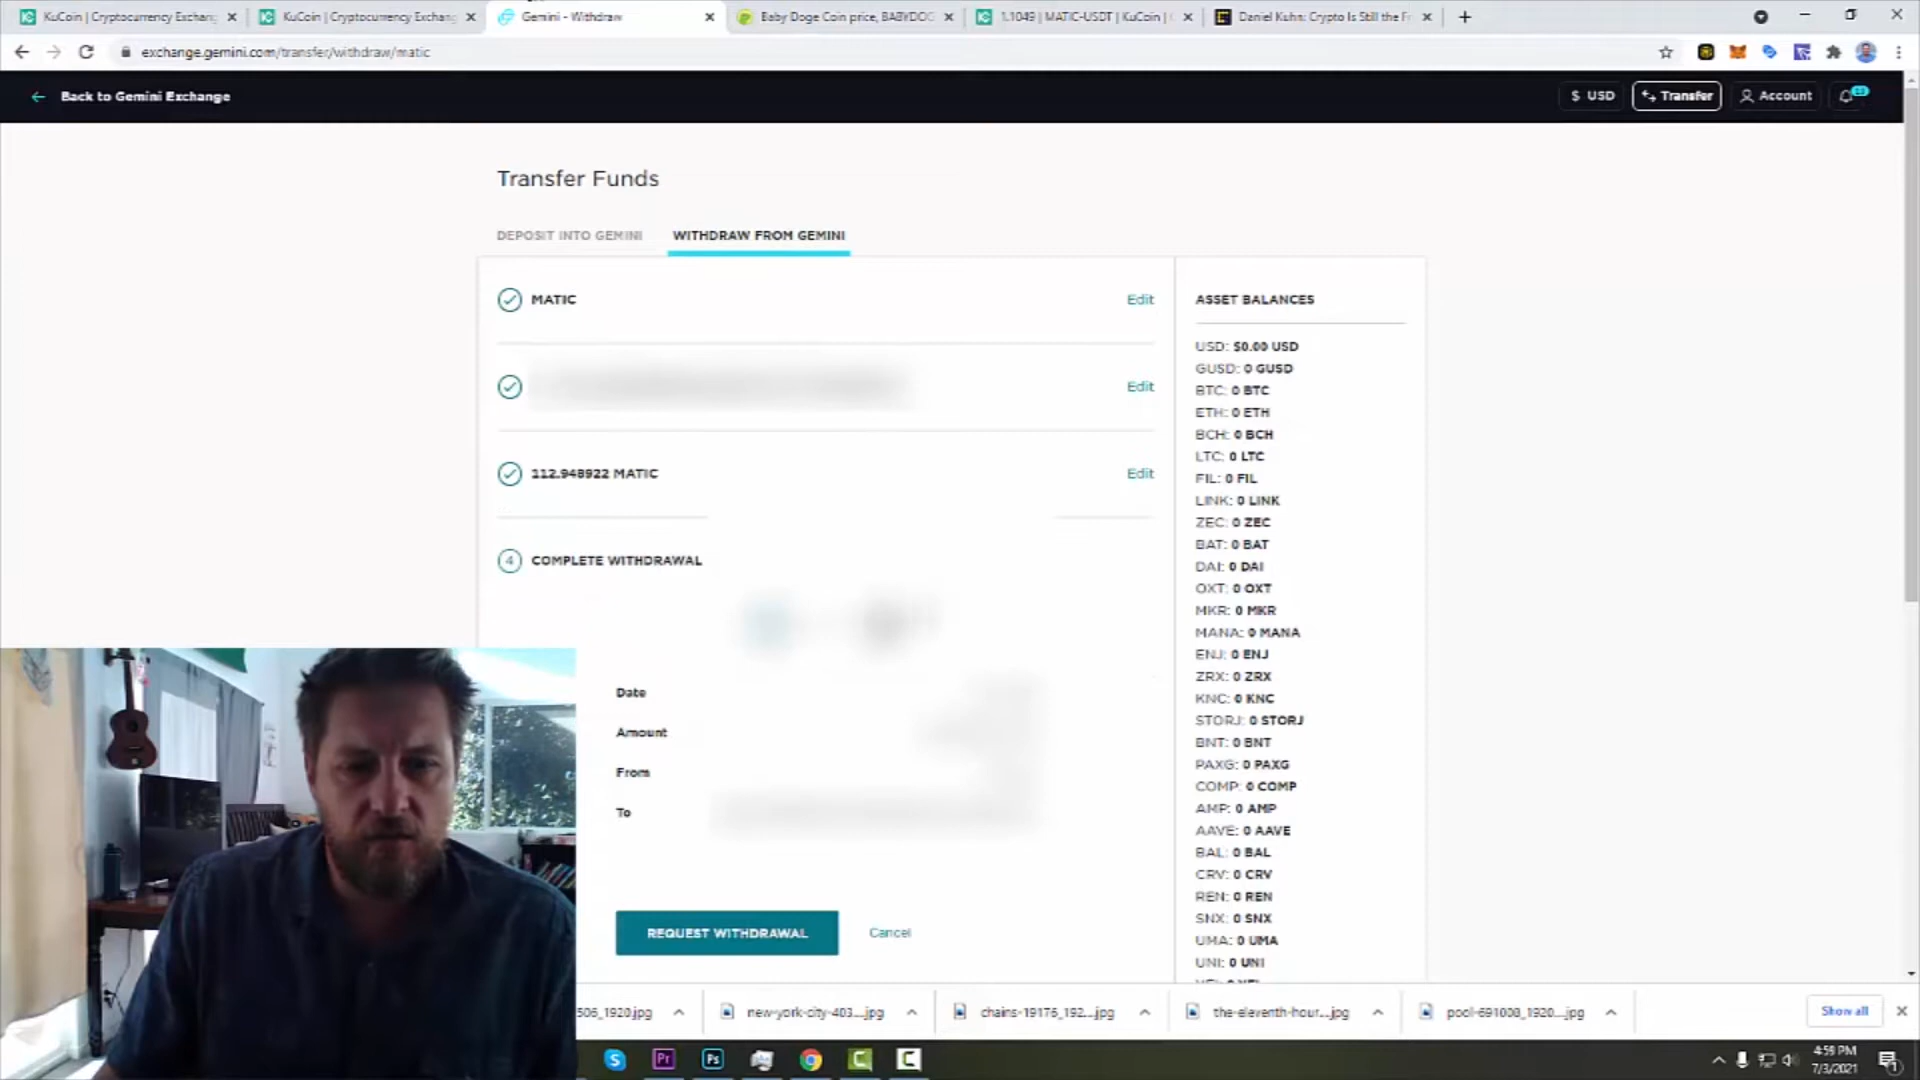 KuCoin | Cryptocurrency Exchan
KuCoin | Cryptocurrency Exchan
Gemini - Withdraw
Baby Doge Coin price, BABYDOG
1.1049 | MATIC-USDT | KuCoin |
Daniel Kuhn: Crypto Is Still the F
exchange.gemini.com/transfer/withdraw/matic
Back to Gemini Exchange
$ USD
Transfer
Account
Transfer Funds
DEPOSIT INTO GEMINI
WITHDRAW FROM GEMINI
MATIC
Edit
Edit
112.948922 MATIC
Edit
4 COMPLETE WITHDRAWAL
Date
Amount
From
To
REQUEST WITHDRAWAL
Cancel
ASSET BALANCES
USD: $0.00 USD
GUSD: 0 GUSD
BTC: 0 BTC
ETH: 0 ETH
BCH: 0 BCH
LTC: 0 LTC
FIL: 0 FIL
LINK: 0 LINK
ZEC: 0 ZEC
BAT: 0 BAT
DAI: 0 DAI
OXT: 0 OXT
MKR: 0 MKR
MANA: 0 MANA
ENJ: 0 ENJ
ZRX: 0 ZRX
KNC: 0 KNC
STORJ: 0 STORJ
BNT: 0 BNT
PAXG: 0 PAXG
COMP: 0 COMP
AMP: 0 AMP
AAVE: 0 AAVE
BAL: 0 BAL
CRV: 0 CRV
REN: 0 REN
SNX: 0 SNX
UMA: 0 UMA
UNI: 0 UNI
506_1920.jpg
new-york-city-403....jpg
chains-19176_192....jpg
the-eleventh-hour....jpg
pool-691008_1920....jpg
Show all
Pr
Ps
4:59 PM
7/3/2021